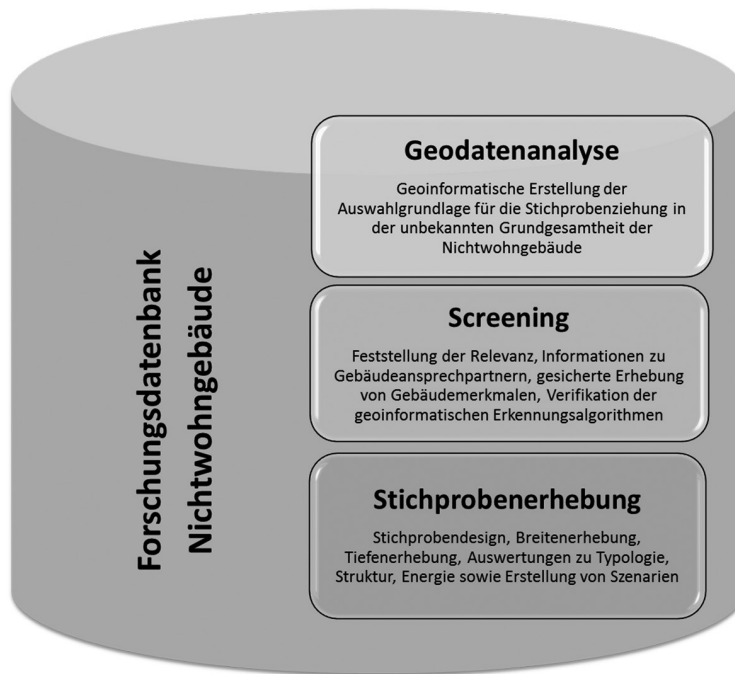 Forschungsdatenbank
Nichtwohngebäude
Geodatenanalyse
Geoinformatische Erstellung der
Auswahlgrundlage für die Stichprobenziehung in
der unbekannten Grundgesamtheit der
Nichtwohngebäude
Screening
Feststellung der Relevanz, Informationen zu
Gebäudeansprechpartnern, gesicherte Erhebung
von Gebäudemerkmalen, Verifikation der
geoinformatischen Erkennungsalgorithmen
Stichprobenerhebung
Stichprobendesign, Breitenerhebung,
Tiefenerhebung, Auswertungen zu Typologie,
Struktur, Energie sowie Erstellung von Szenarien